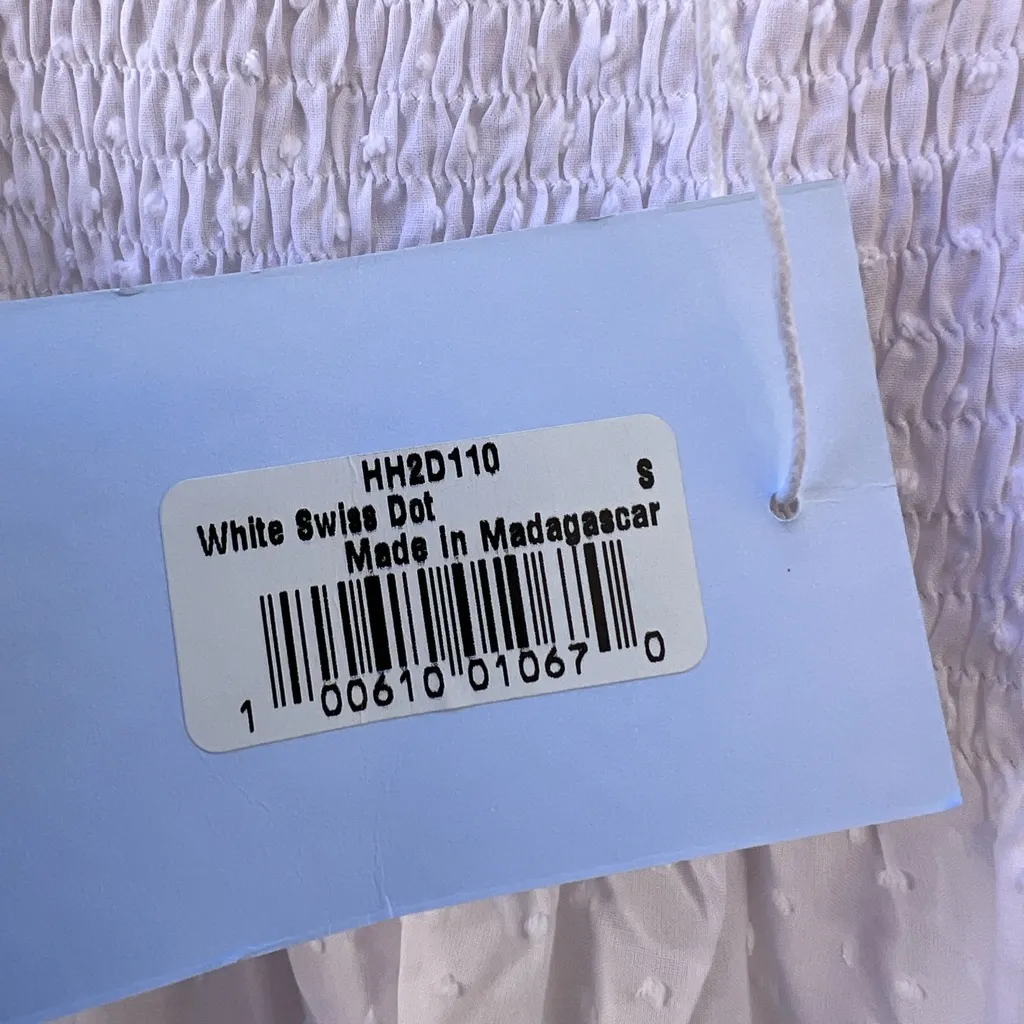 HH2D110
S
White Swiss Dot
Made in Madagascar
1 00610 01067 0